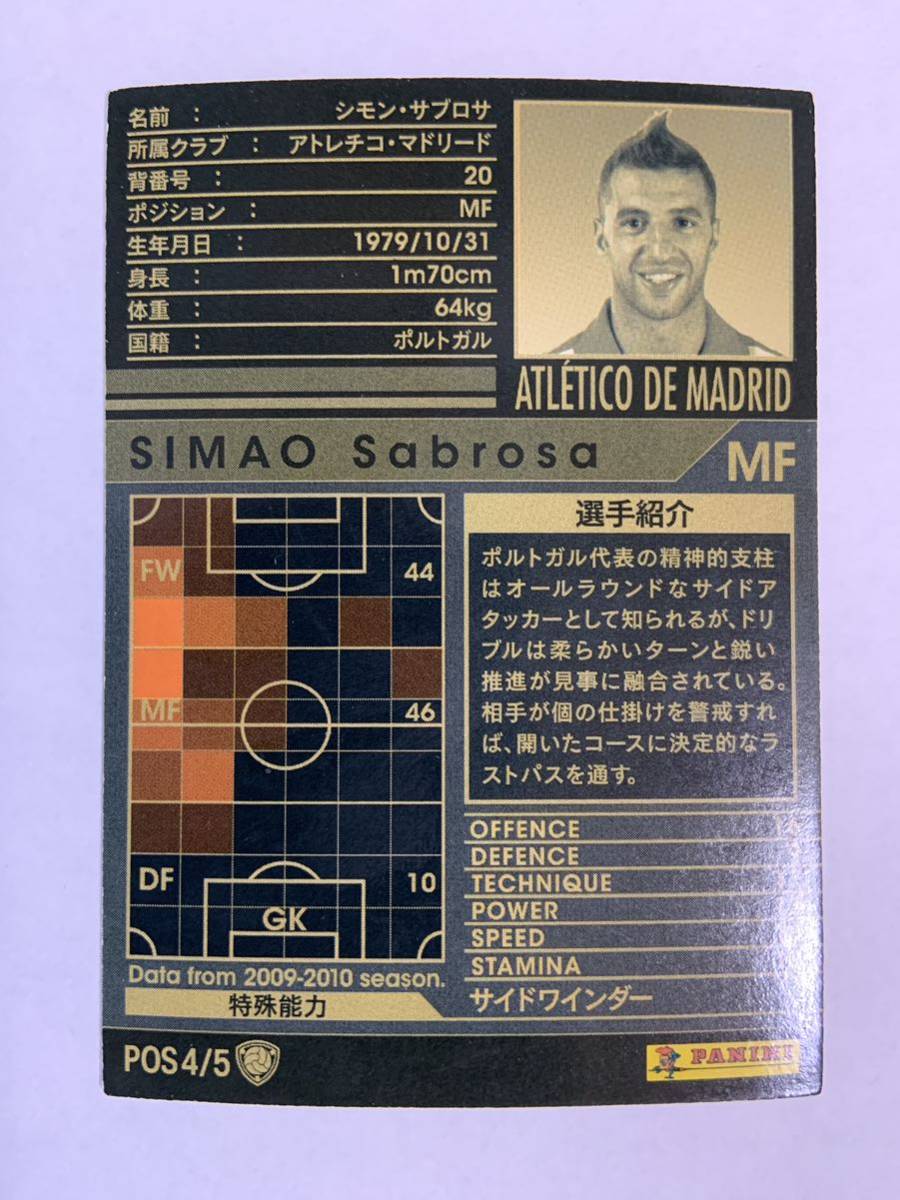 名前 : シモン・サブロサ
所属クラブ : アトレチコ・マドリード
背番号 : 20
ポジション : MF
生年月日 : 1979/10/31
身長 : 1m70cm
体重 : 64kg
国籍 : ポルトガル
ATLÉTICO DE MADRID
SIMAO Sabrosa
MF
FW 44
MF 46
DF 10
GK
Data from 2009-2010 season.
特殊能力
選手紹介
ポルトガル代表の精神的支柱
はオールラウンドなサイドア
タッカーとして知られるが、ドリ
ブルは柔らかいターンと鋭い
推進が見事に融合されている。
相手が個の仕掛けを警戒すれ
ば、開いたコースに決定的なラ
ストパスを通す。
OFFENCE
DEFENCE
TECHNIQUE
POWER
SPEED
STAMINA
サイドワインダー
POS 4/5
PANINI